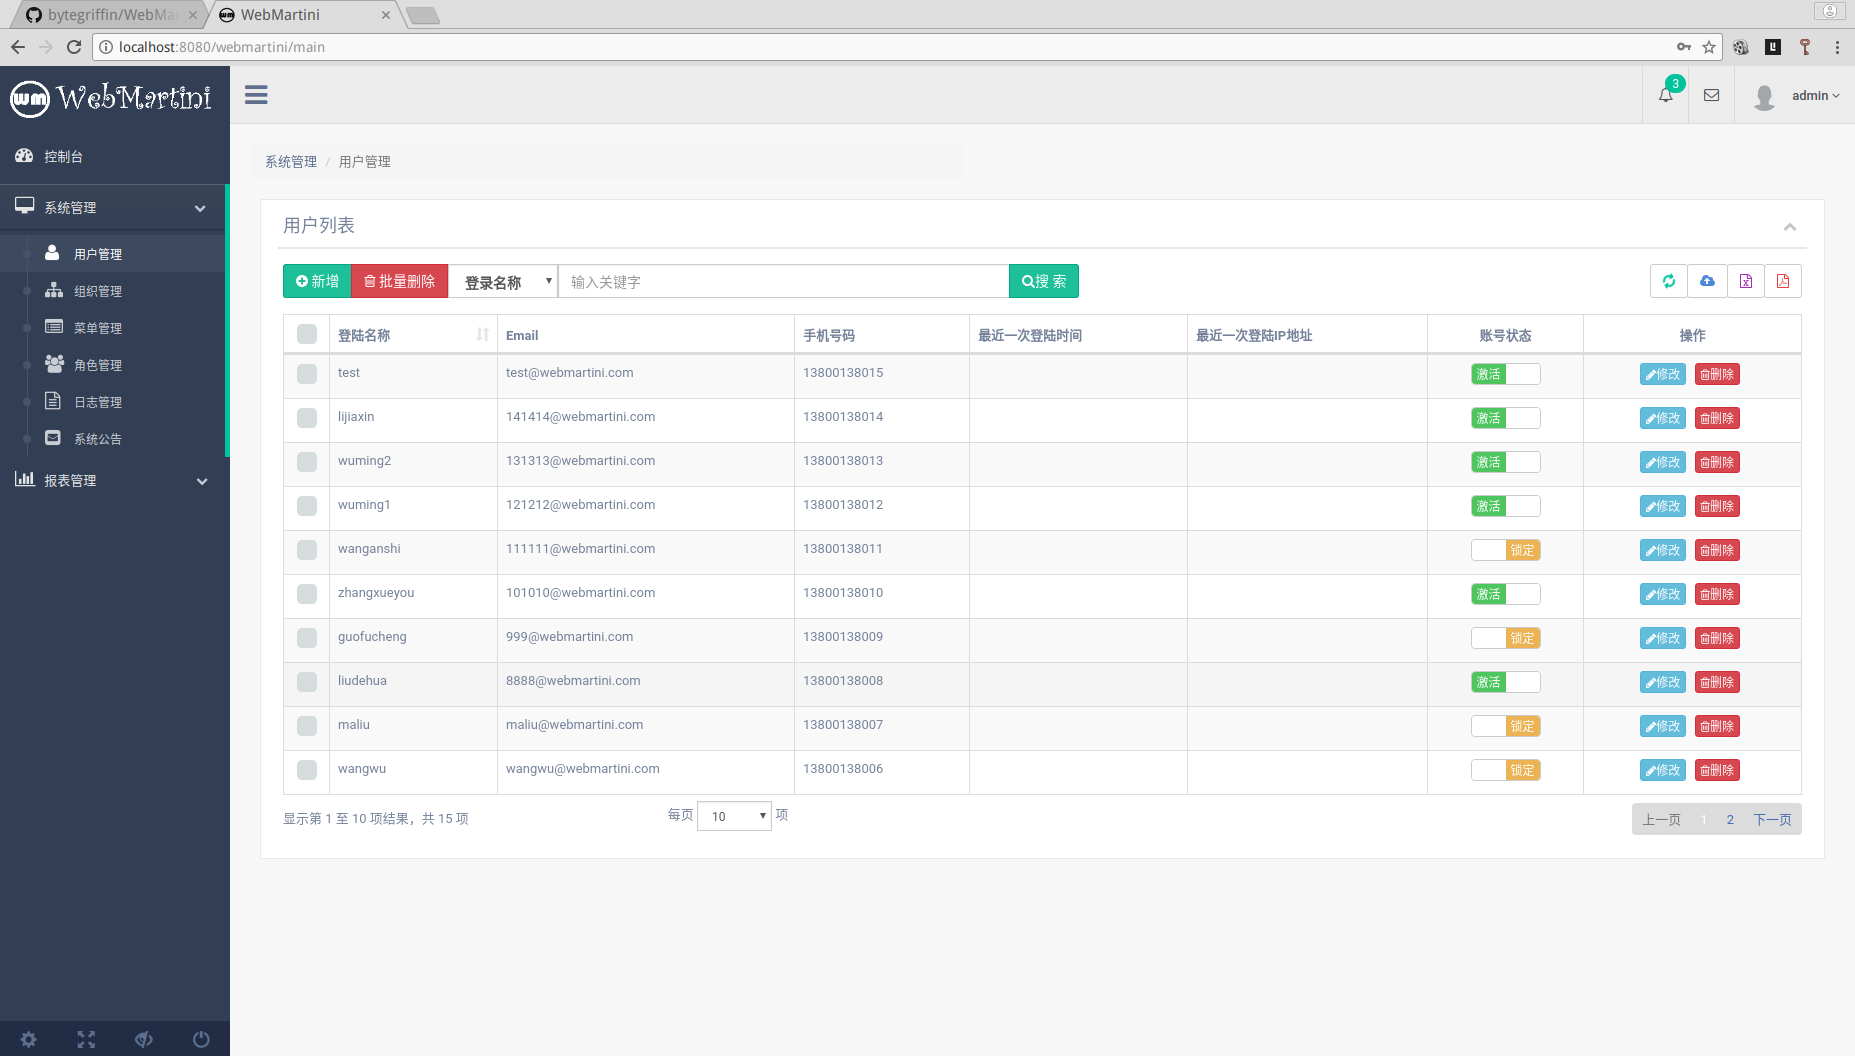 bytegriffin/WebMa
WebMartini
localhost:8080/webmartini/main
wm WebMartini
3
admin
控制台
系统管理
用户管理
组织管理
菜单管理
角色管理
日志管理
系统公告
报表管理
系统管理 / 用户管理
用户列表
新增 批量删除 登录名称 输入关键字 搜 索
登陆名称 Email 手机号码 最近一次登陆时间 最近一次登陆IP地址 账号状态 操作
test test@webmartini.com 13800138015 激活 修改 删除
lijiaxin 141414@webmartini.com 13800138014 激活 修改 删除
wuming2 131313@webmartini.com 13800138013 激活 修改 删除
wuming1 121212@webmartini.com 13800138012 激活 修改 删除
wanganshi 111111@webmartini.com 13800138011 锁定 修改 删除
zhangxueyou 101010@webmartini.com 13800138010 激活 修改 删除
guofucheng 999@webmartini.com 13800138009 锁定 修改 删除
liudehua 8888@webmartini.com 13800138008 激活 修改 删除
maliu maliu@webmartini.com 13800138007 锁定 修改 删除
wangwu wangwu@webmartini.com 13800138006 锁定 修改 删除
显示第 1 至 10 项结果，共 15 项 每页 10 项 上一页 1 2 下一页